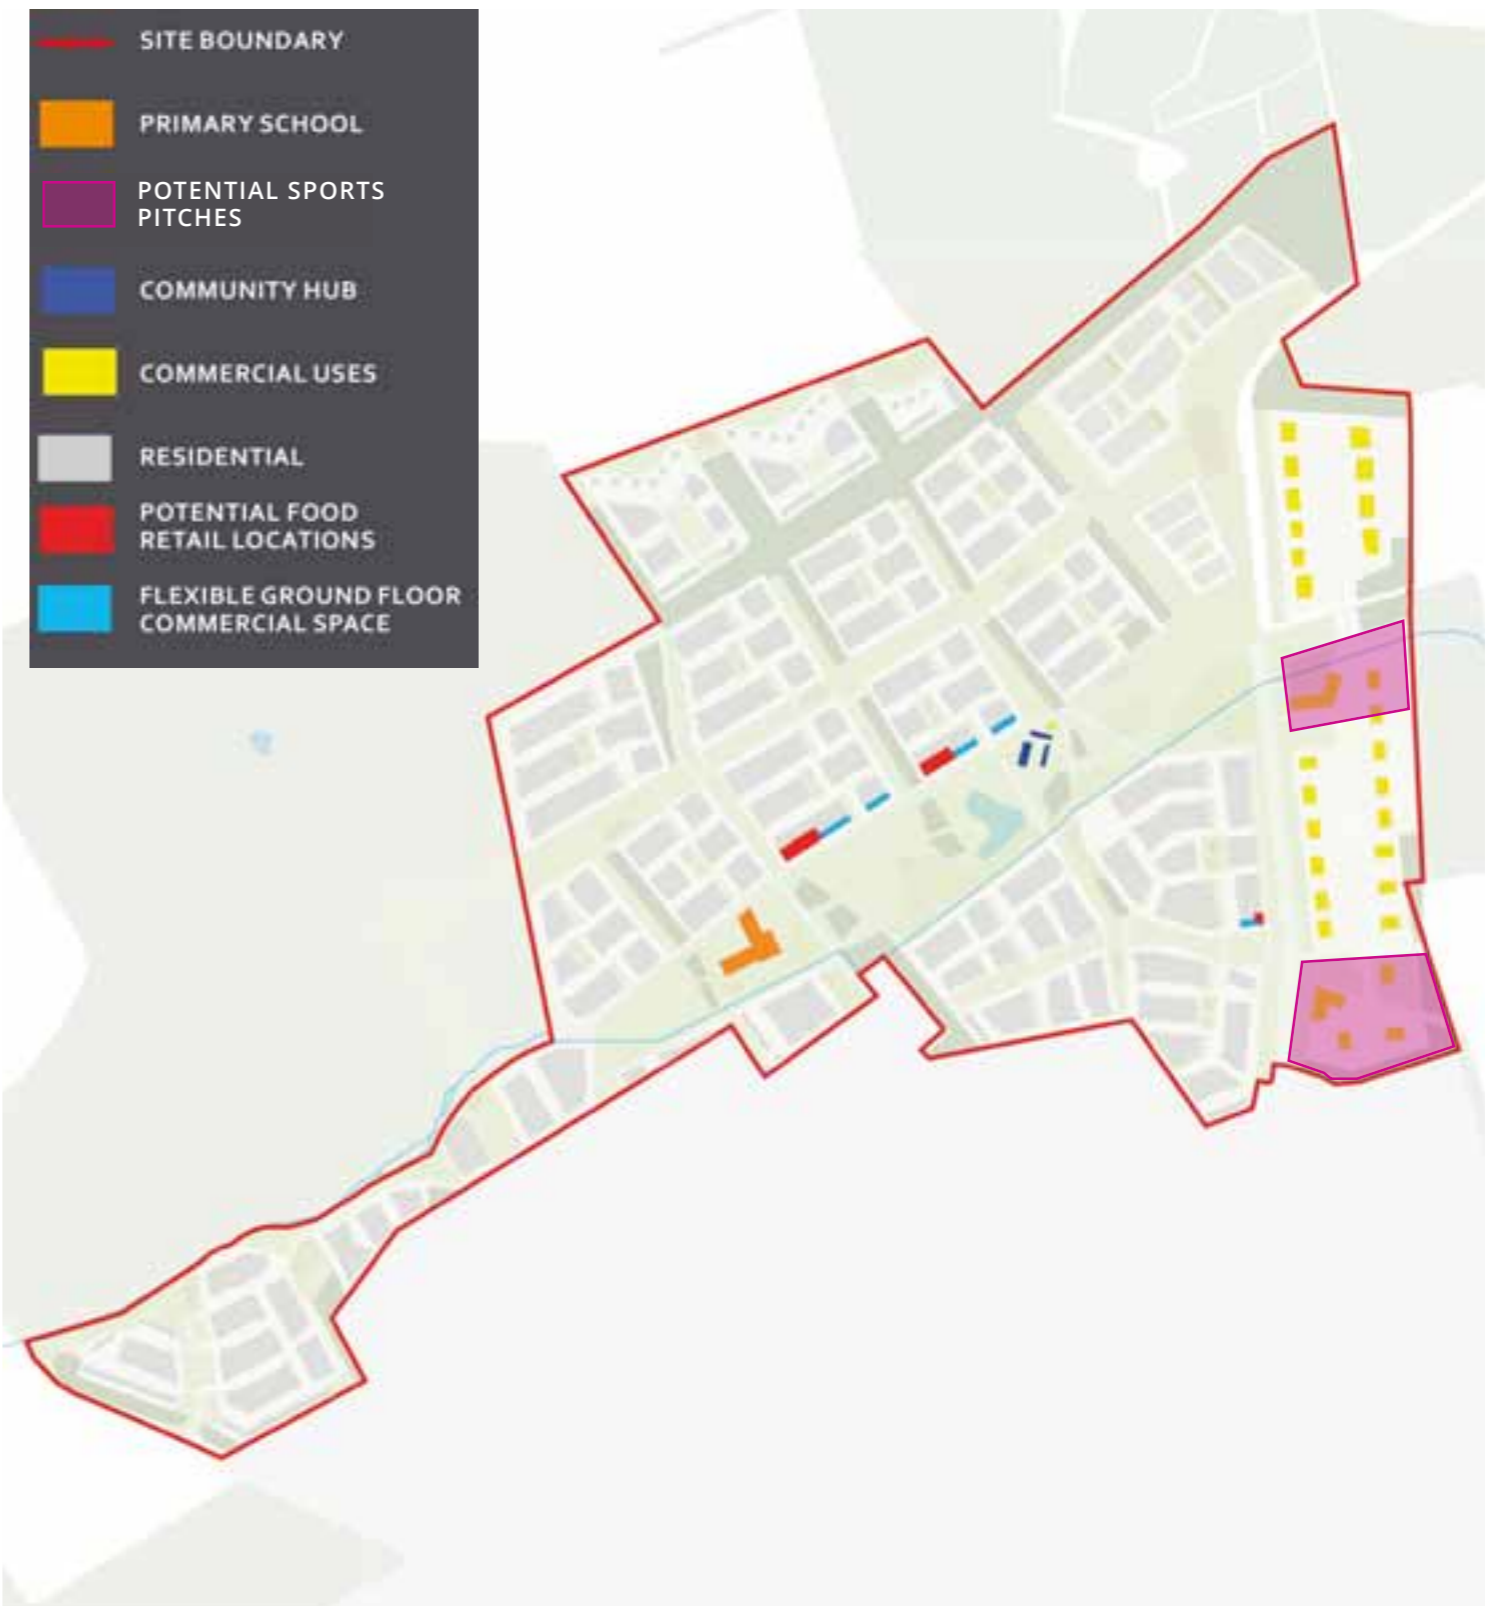 SITE BOUNDARY
PRIMARY SCHOOL
POTENTIAL SPORTS
PITCHES
COMMUNITY HUB
COMMERCIAL USES
RESIDENTIAL
POTENTIAL FOOD
RETAIL LOCATIONS
FLEXIBLE GROUND FLOOR
COMMERCIAL SPACE